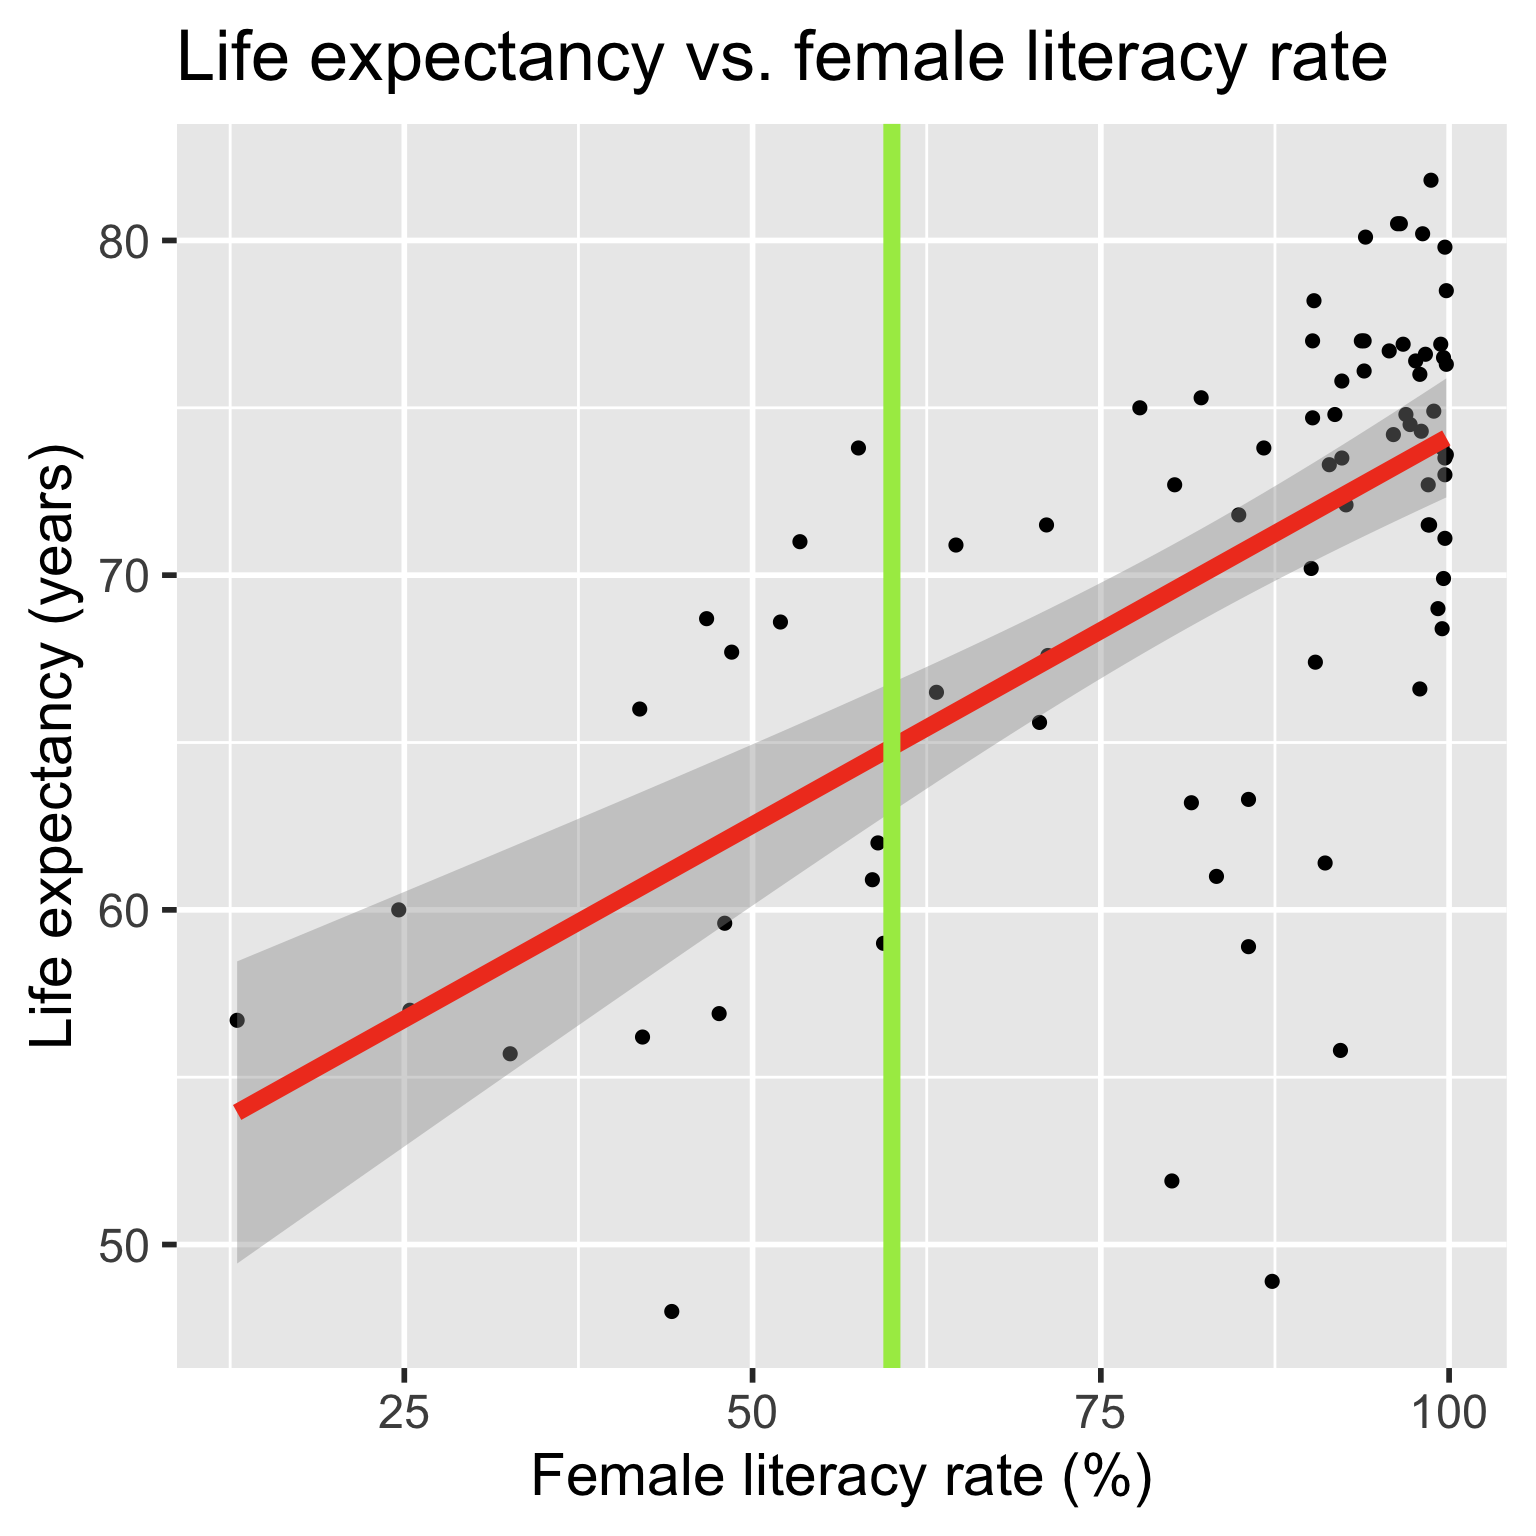 Life expectancy vs. female literacy rate
Life expectancy (years)
80
70
60
50
25 50 75 100
Female literacy rate (%)